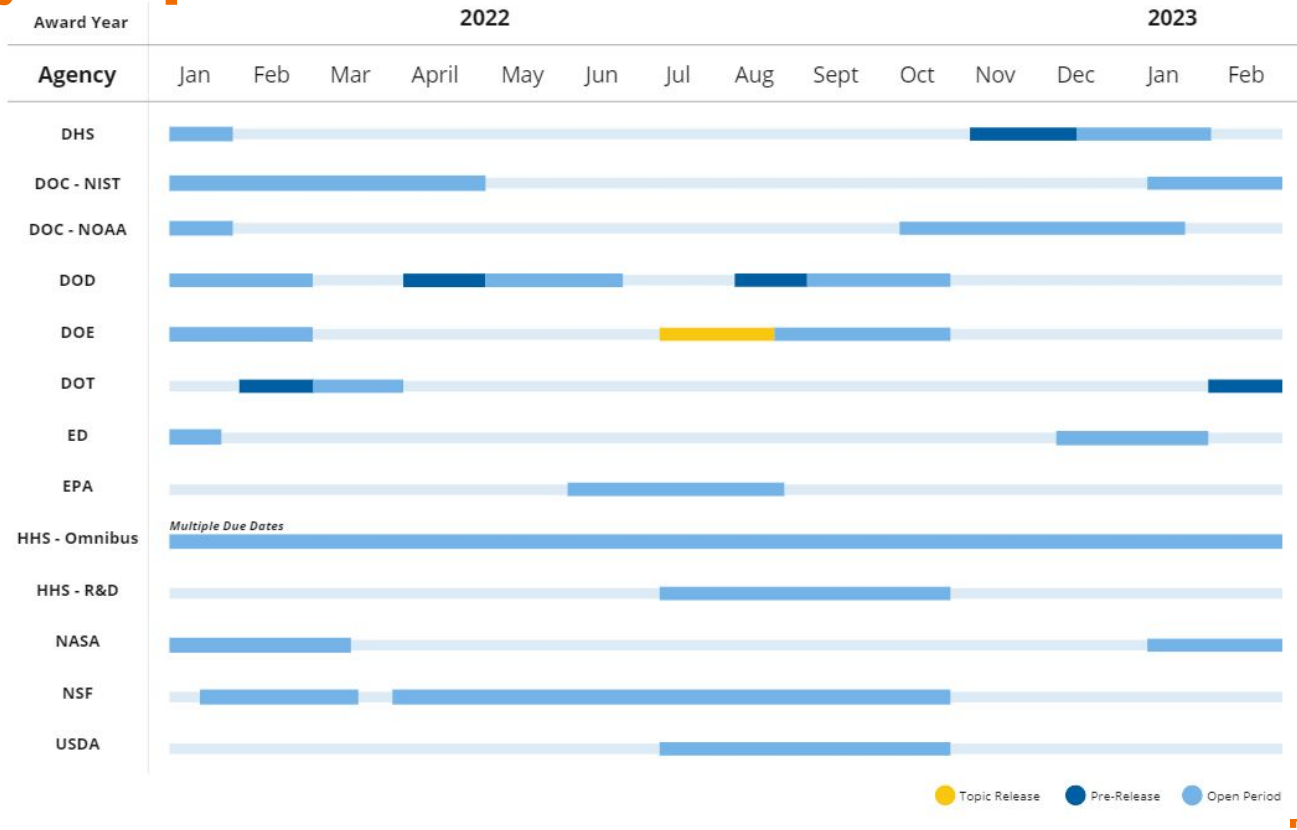 Award Year 2022 2023
Agency Jan Feb Mar April May Jun Jul Aug Sept Oct Nov Dec Jan Feb
DHS
DOC - NIST
DOC - NOAA
DOD
DOE
DOT
ED
EPA
Multiple Due Dates
HHS - Omnibus
HHS - R&D
NASA
NSF
USDA
Topic Release Pre-Release Open Period